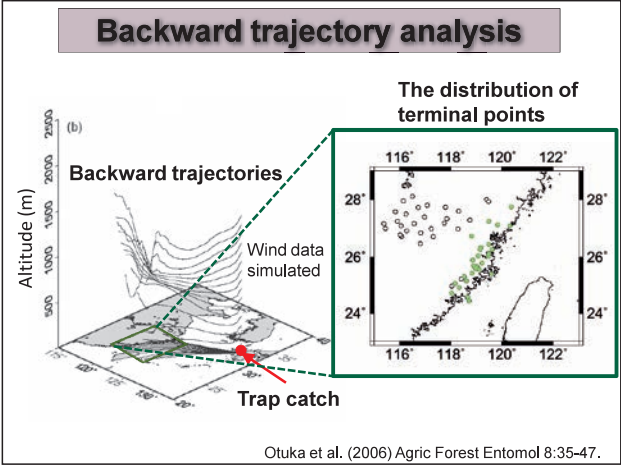 Backward trajectory analysis
The distribution of
terminal points
(b)
2500
2000
1500
1000
500
Altitude (m)
Backward trajectories
Wind data
simulated
Trap catch
116° 118° 120° 122°
28° 28°
26° 26°
24° 24°
116° 118° 120° 122°
Otuka et al. (2006) Agric Forest Entomol 8:35-47.